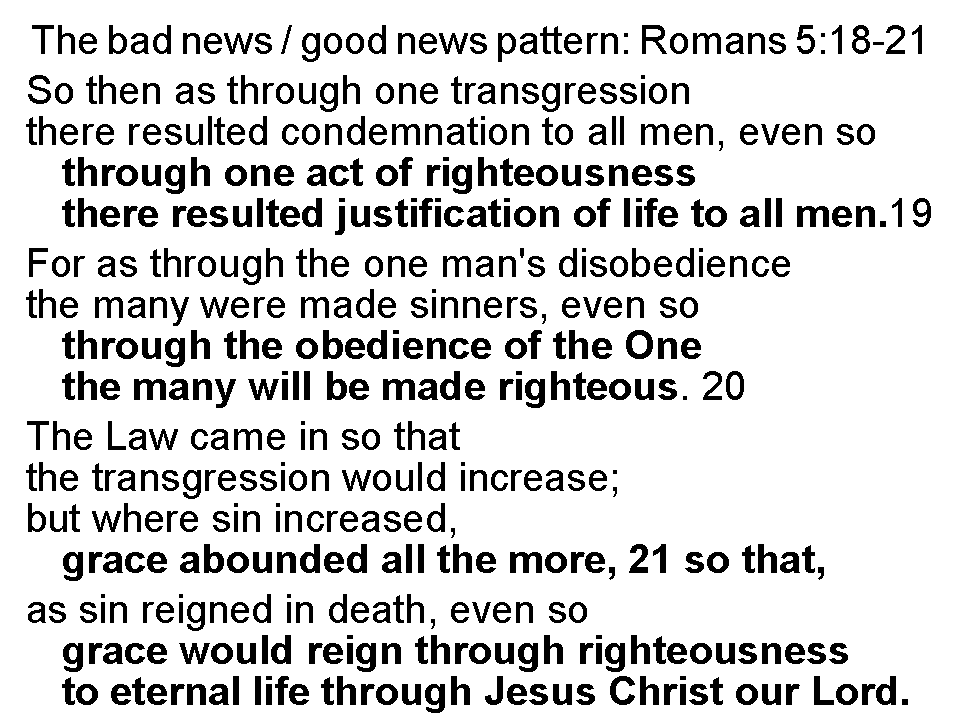 The bad news / good news pattern: Romans 5:18-21
So then as through one transgression
there resulted condemnation to all men, even so
through one act of righteousness
there resulted justification of life to all men.19
For as through the one man's disobedience
the many were made sinners, even so
through the obedience of the One
the many will be made righteous. 20
The Law came in so that
the transgression would increase;
but where sin increased,
grace abounded all the more, 21 so that,
as sin reigned in death, even so
grace would reign through righteousness
to eternal life through Jesus Christ our Lord.